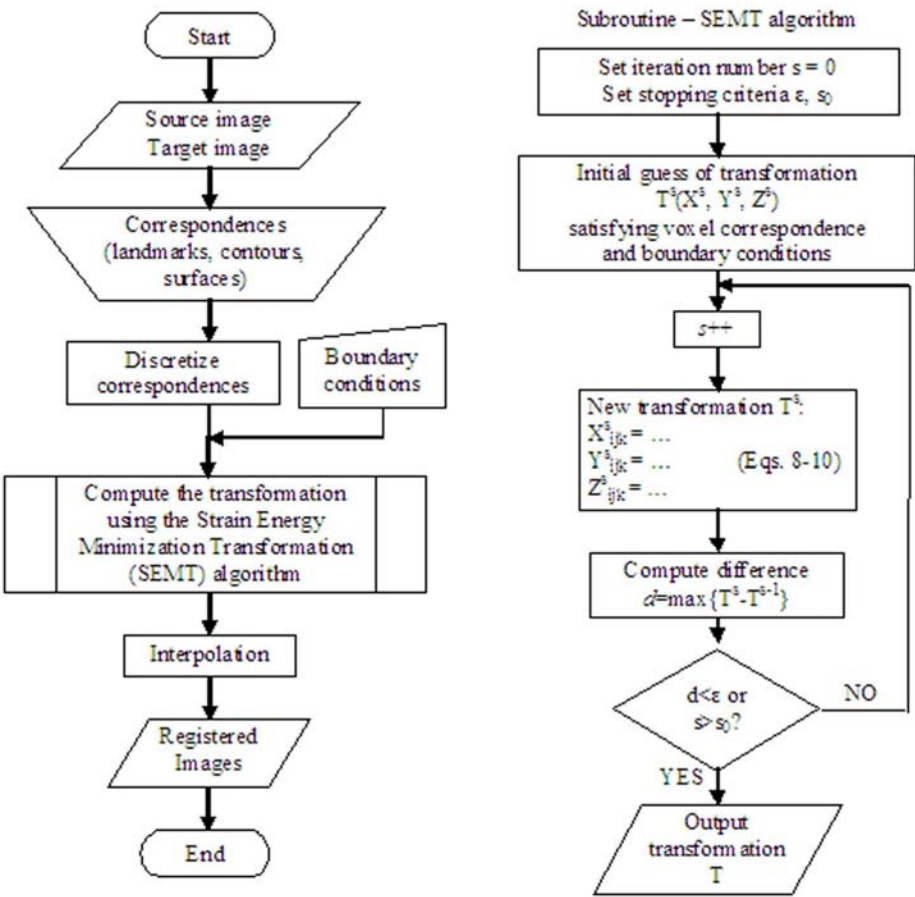 Start
Source image
Target image
Correspondences
(landmarks, contours,
surfaces)
Discretize
correspondences
Boundary
conditions
Compute the transformation
using the Strain Energy
Minimization Transformation
(SEMT) algorithm
Interpolation
Registered
Images
End
Subroutine – SEMT algorithm
Set iteration number s = 0
Set stopping criteria ε, s₀
Initial guess of transformation
Tˢ(Xˢ, Yˢ, Zˢ)
satisfying voxel correspondence
and boundary conditions
s++
New transformation Tˢ:
Xˢijk = ...
Yˢijk = ... (Eqs. 8-10)
Zˢijk = ...
Compute difference
d=max{Tˢ-Tˢ⁻¹}
d<ε or
s>s₀?
NO
YES
Output
transformation
T